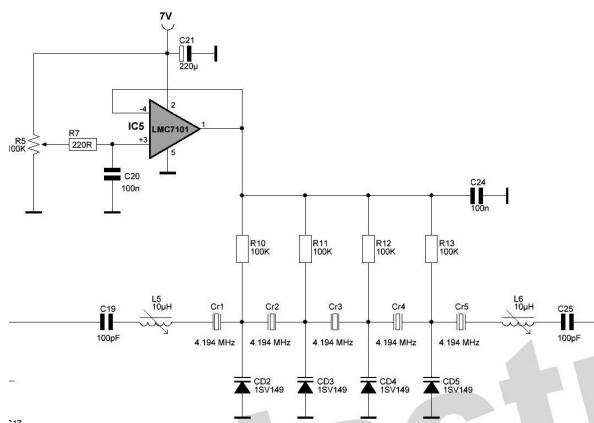 7V
C21
220µ
-4
2
IC5
LMC7101
1
R5
100K
R7
220R
+3
5
C20
100n
C24
100n
R10
100K
R11
100K
R12
100K
R13
100K
C19
100pF
L5
10µH
Cr1
4.194 MHz
Cr2
4.194 MHz
Cr3
4.194 MHz
Cr4
4.194 MHz
Cr5
4.194 MHz
L6
10µH
C25
100pF
CD2
1SV149
CD3
1SV149
CD4
1SV149
CD5
1SV149